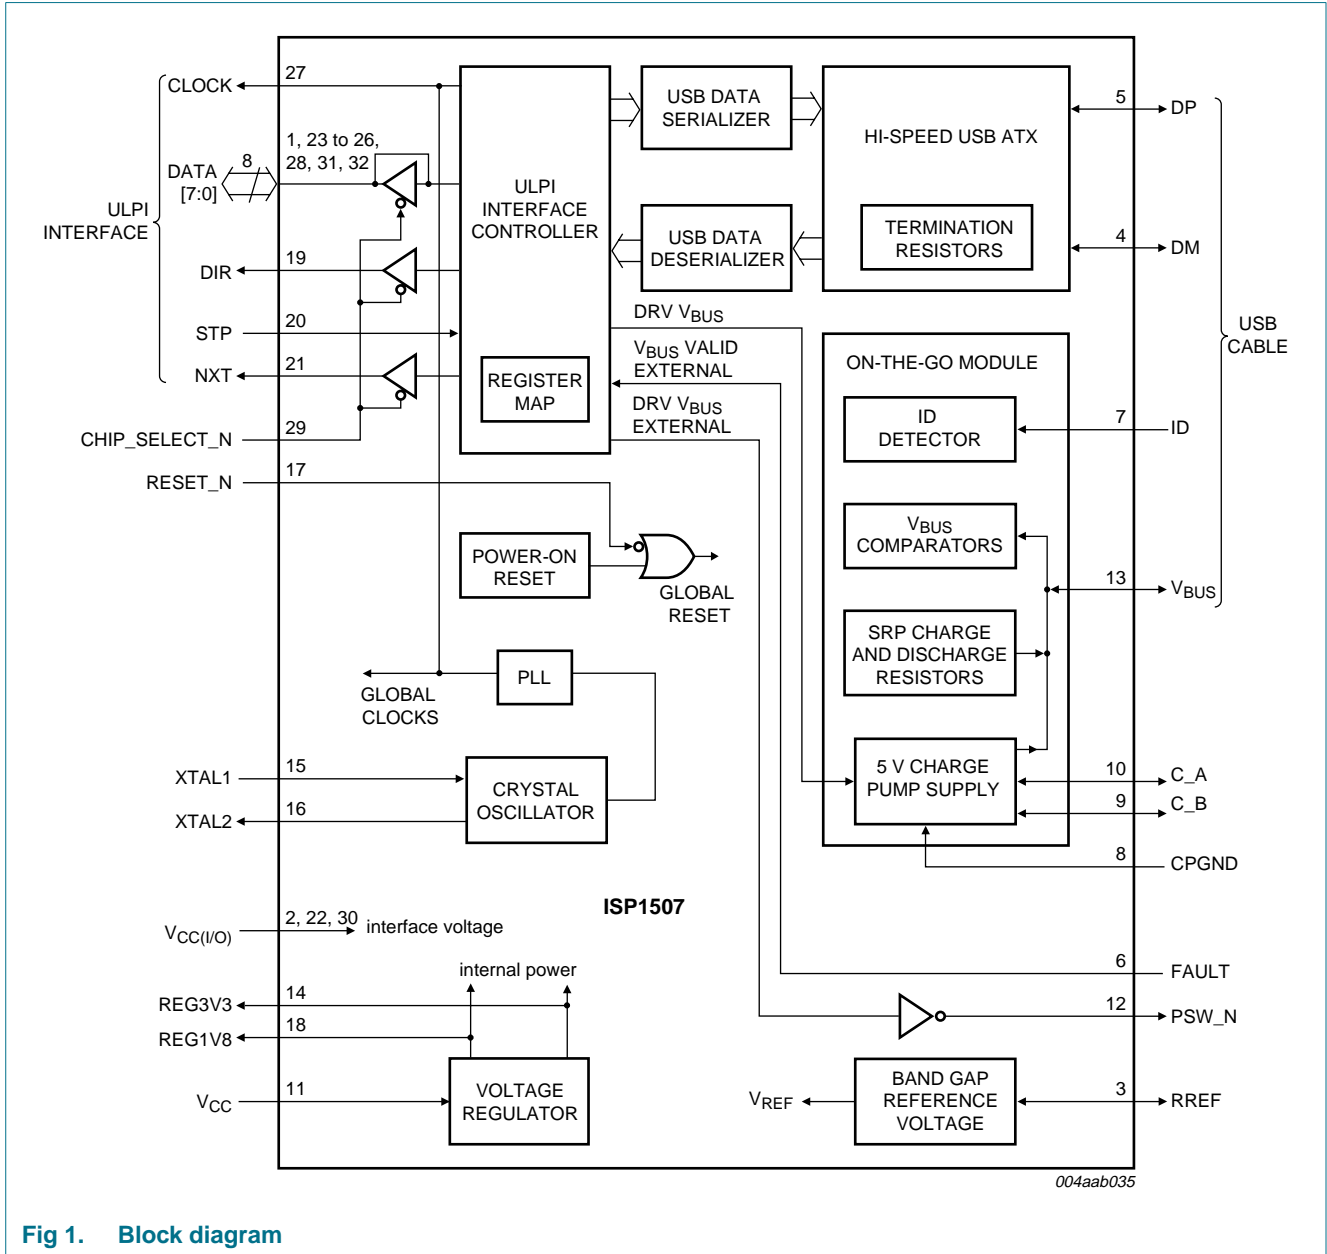 CLOCK
27
1, 23 to 26,
28, 31, 32
8
DATA
[7:0]
ULPI
INTERFACE
DIR
19
STP
20
NXT
21
CHIP_SELECT_N
29
RESET_N
17
ULPI
INTERFACE
CONTROLLER
REGISTER
MAP
USB DATA
SERIALIZER
USB DATA
DESERIALIZER
HI-SPEED USB ATX
TERMINATION
RESISTORS
5
DP
4
DM
USB
CABLE
DRV VBUS
VBUS VALID
EXTERNAL
DRV VBUS
EXTERNAL
ON-THE-GO MODULE
ID
DETECTOR
7
ID
VBUS
COMPARATORS
13
VBUS
SRP CHARGE
AND DISCHARGE
RESISTORS
5 V CHARGE
PUMP SUPPLY
10
C_A
9
C_B
8
CPGND
POWER-ON
RESET
GLOBAL
RESET
PLL
GLOBAL
CLOCKS
XTAL1
15
XTAL2
16
CRYSTAL
OSCILLATOR
ISP1507
VCC(I/O)
2, 22, 30
interface voltage
internal power
REG3V3
14
REG1V8
18
VCC
11
VOLTAGE
REGULATOR
6
FAULT
12
PSW_N
VREF
BAND GAP
REFERENCE
VOLTAGE
3
RREF
004aab035
Fig 1. Block diagram